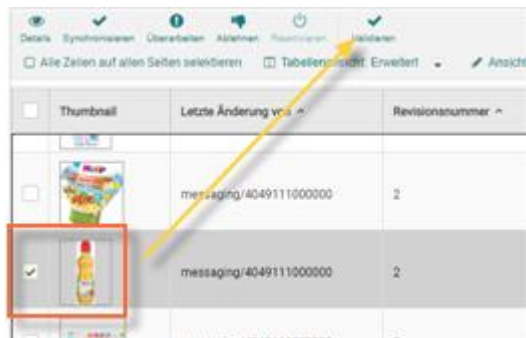 Details Synchronisieren Überarbeiten Ablehnen Reaktivieren Validieren
Alle Zeilen auf allen Seiten selektieren Tabellenansicht: Erweitert Ansicht
Thumbnail Letzte Änderung von Revisionsnummer
HiPP
messaging/4049111000000 2
messaging/4049111000000 2